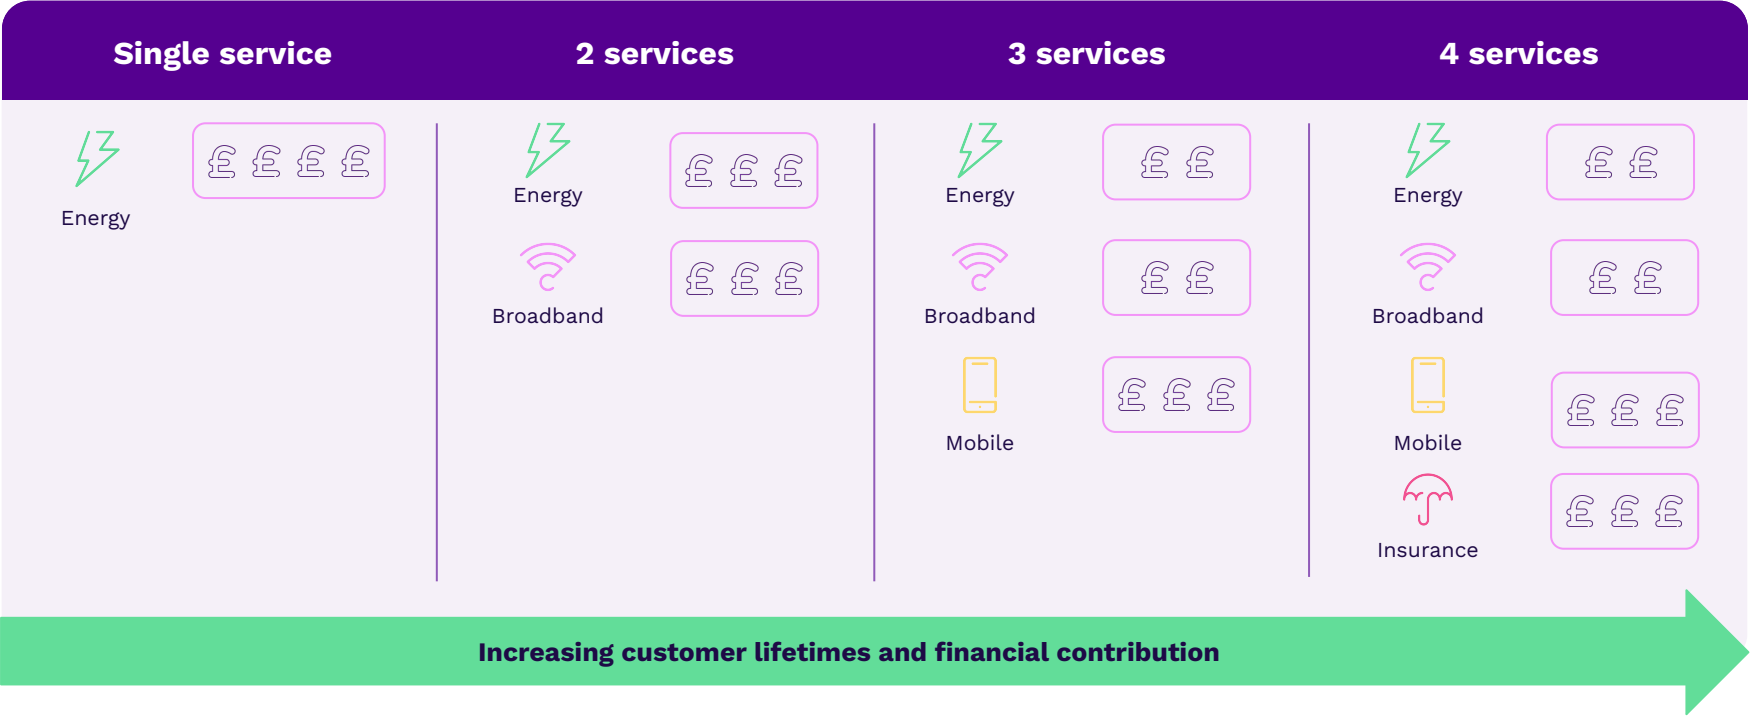 Single service
2 services
3 services
4 services
££££
Energy
£££
Energy
£££
Broadband
££
Energy
££
Broadband
£££
Mobile
££
Energy
££
Broadband
£££
Mobile
£££
Insurance
Increasing customer lifetimes and financial contribution